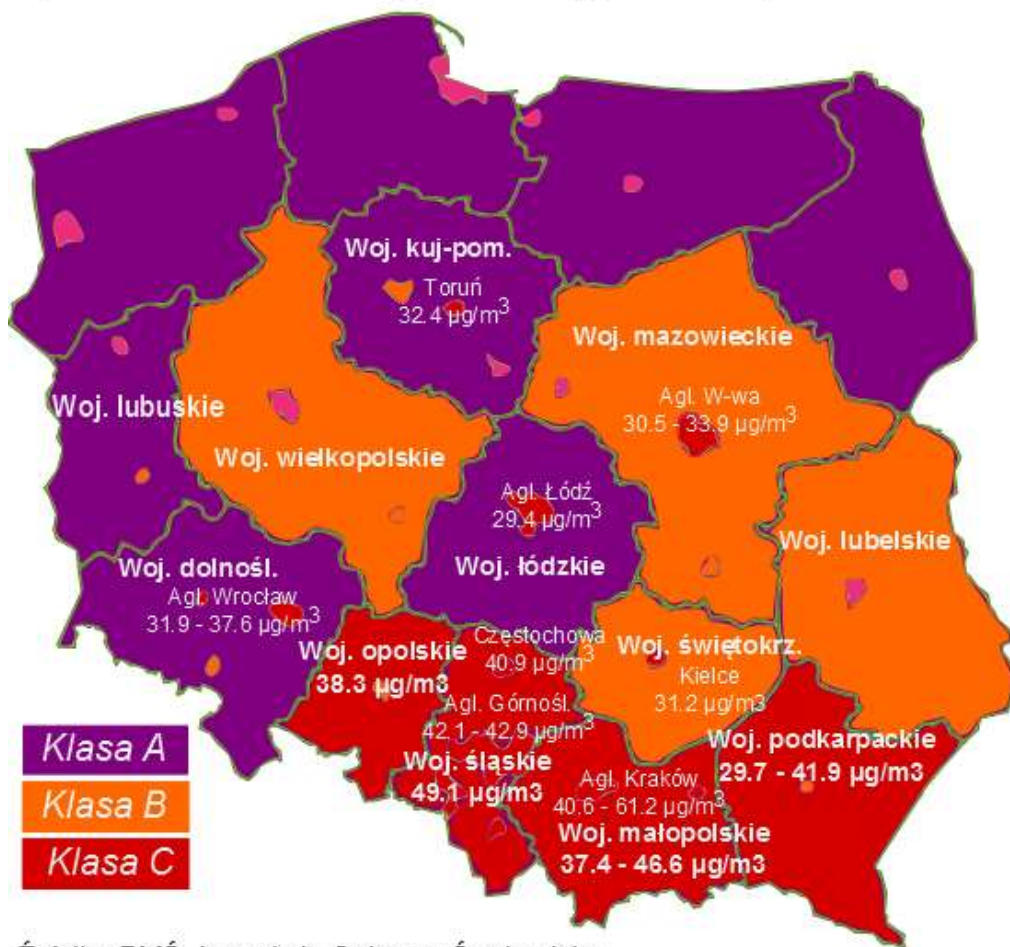 Woj. kuj-pom.
Toruń
32.4 µg/m3
Woj. mazowieckie
Agl. W-wa
30.5 - 33.9 µg/m3
Woj. lubuskie
Woj. wielkopolskie
Agl. Łódź
29.4 µg/m3
Woj. łódzkie
Woj. lubelskie
Woj. dolnośl.
Agl. Wrocław
31.9 - 37.6 µg/m3
Woj. opolskie
38.3 µg/m3
Częstochowa
40.9 µg/m3
Woj. świętokrz.
Kielce
31.2 µg/m3
Agl. Górnośl.
42.1 - 42.9 µg/m3
Woj. śląskie
49.1 µg/m3
Agl. Kraków
40.6 - 61.2 µg/m3
Woj. małopolskie
37.4 - 46.6 µg/m3
Woj. podkarpackie
29.7 - 41.9 µg/m3
Klasa A
Klasa B
Klasa C